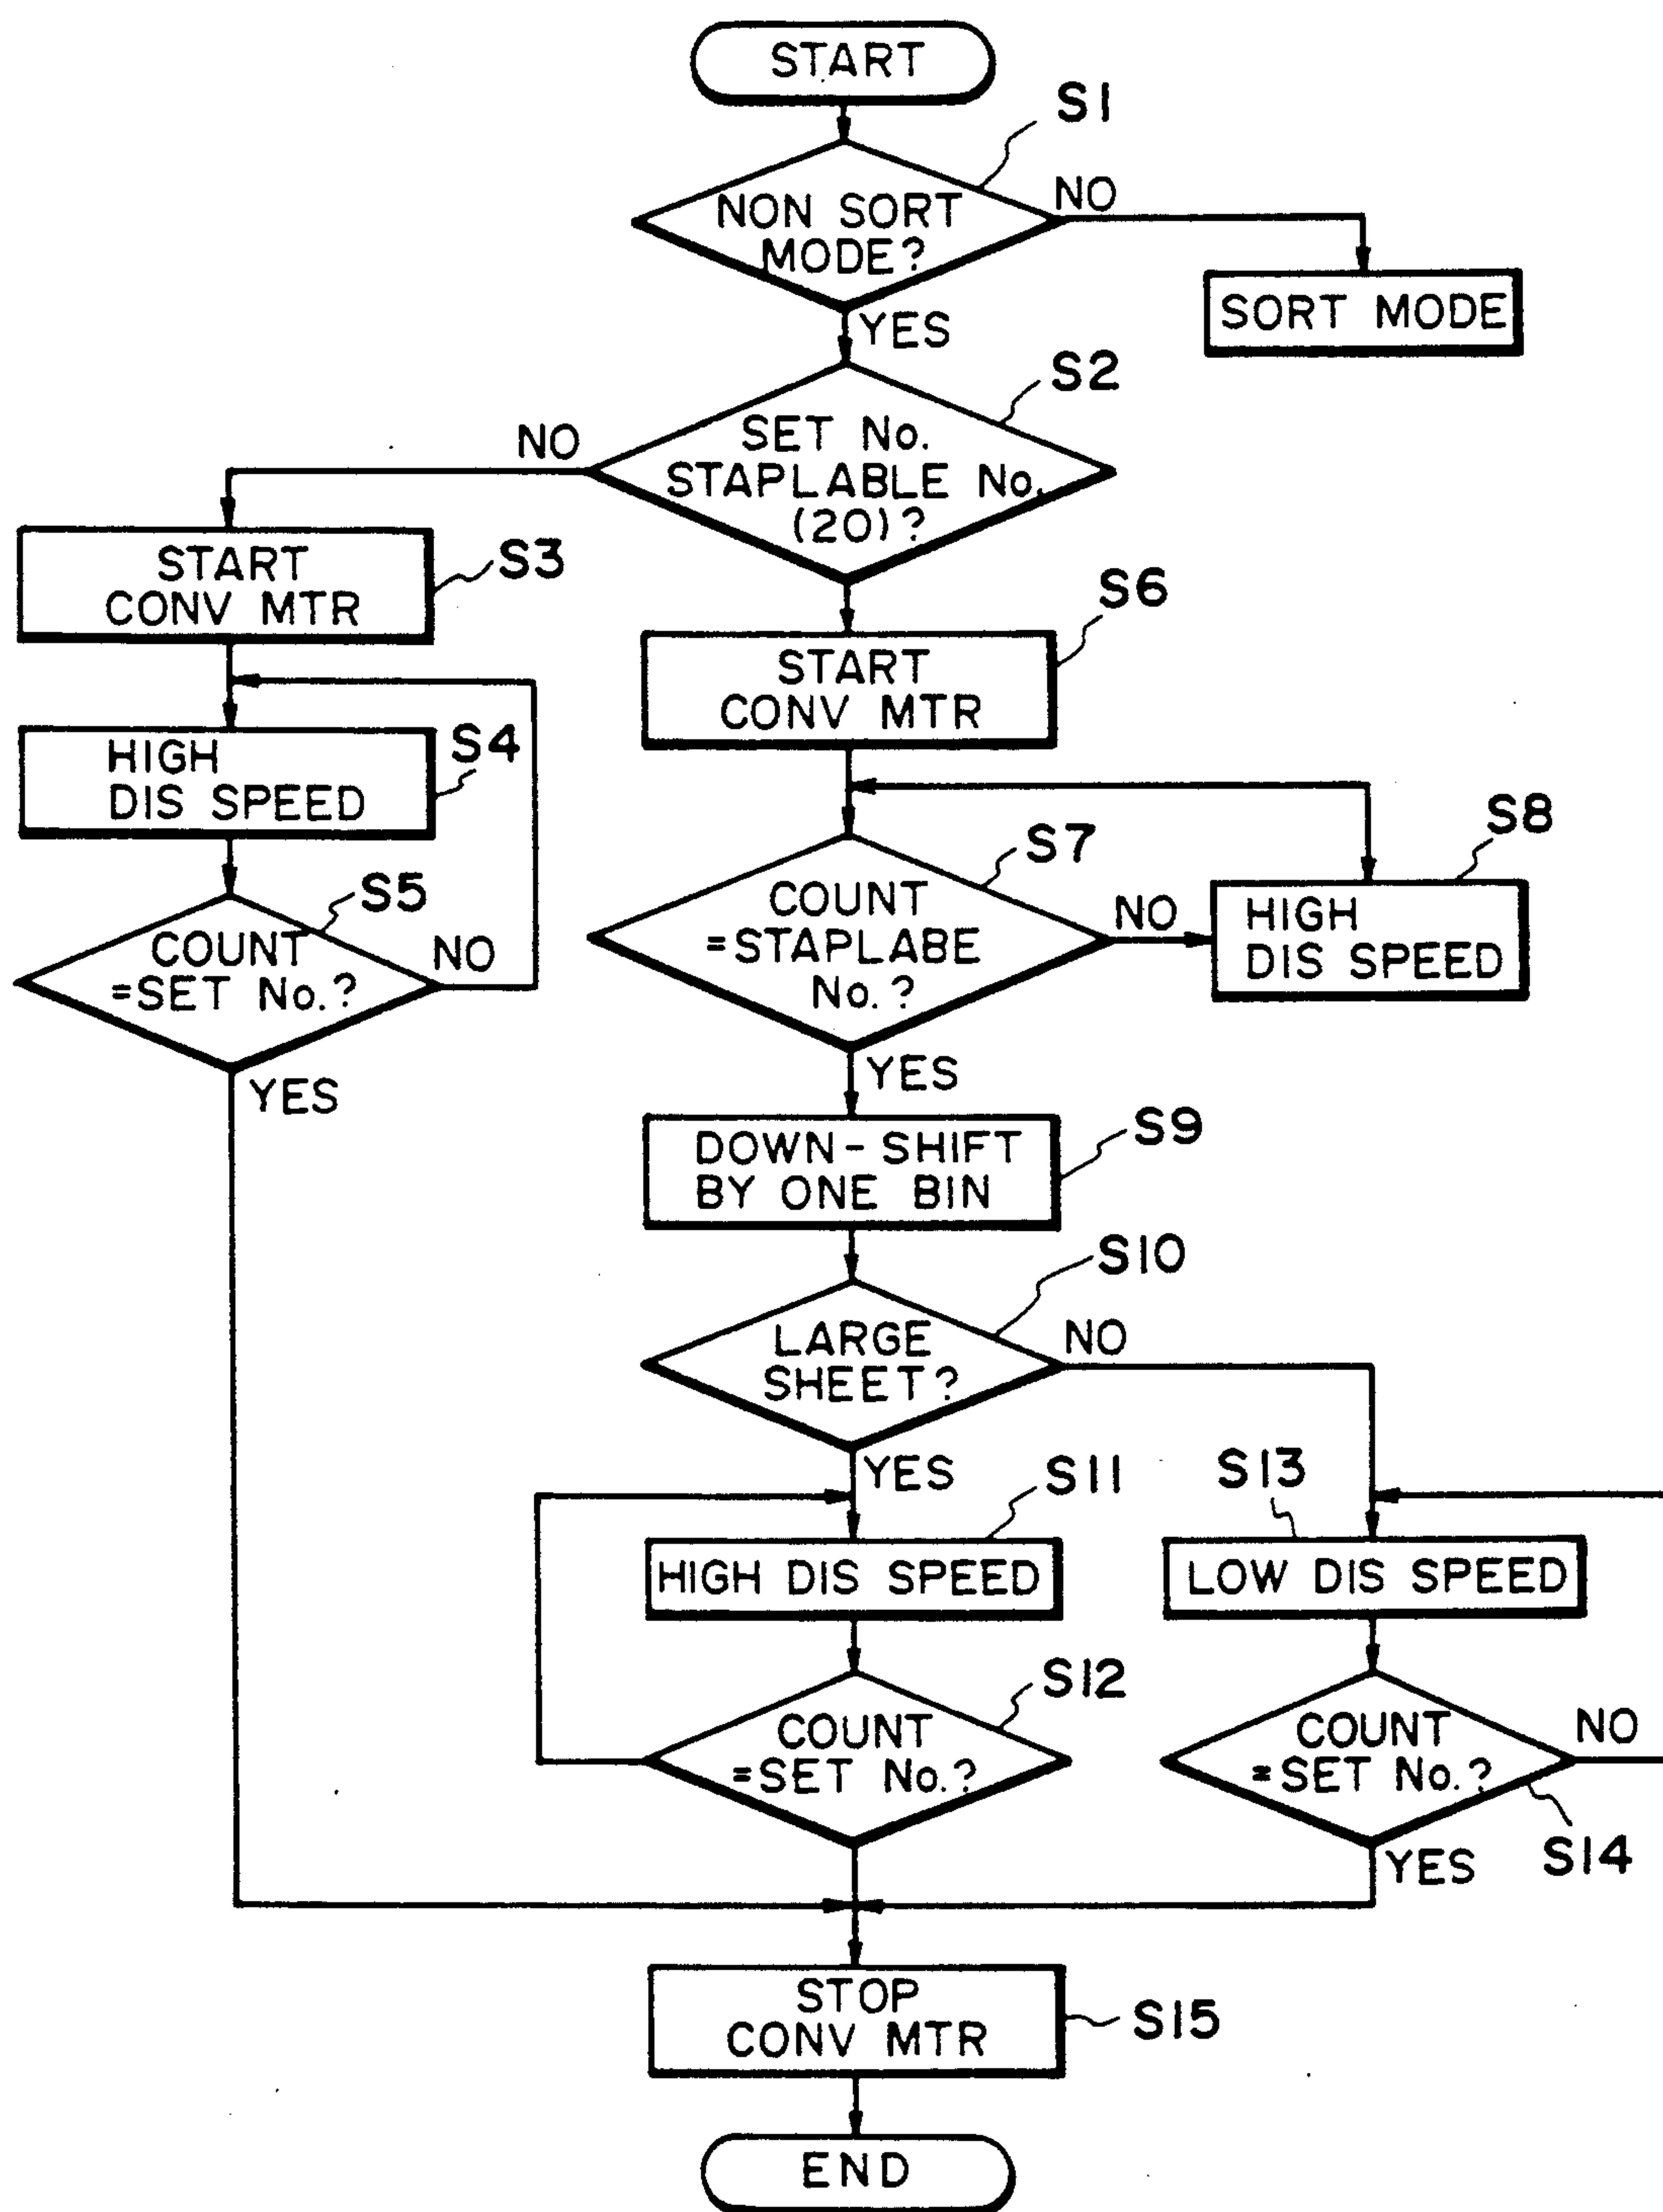 START
S1
NON SORT
MODE?
NO
SORT MODE
YES
S2
SET No.
STAPLABLE No.
(20)?
NO
START
CONV MTR
S3
HIGH
DIS SPEED
S4
COUNT
=SET No.?
S5
NO
YES
START
CONV MTR
S6
COUNT
=STAPLABE
No.?
S7
NO
HIGH
DIS SPEED
S8
YES
DOWN-SHIFT
BY ONE BIN
S9
LARGE
SHEET?
S10
NO
YES
HIGH DIS SPEED
S11
COUNT
=SET No.?
S12
S13
LOW DIS SPEED
COUNT
=SET No.?
NO
S14
YES
STOP
CONV MTR
S15
END